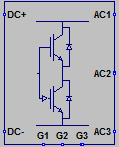 DC+ AC1
AC2
DC- AC3
G1 G2 G3